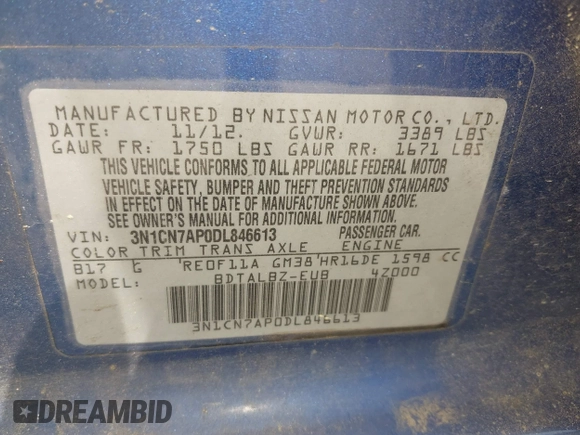 MANUFACTURED BY NISSAN MOTOR CO., LTD.
DATE: 11/12. GVWR: 3389 LBS
GAWR FR: 1750 LBS GAWR RR: 1671 LBS
THIS VEHICLE CONFORMS TO ALL APPLICABLE FEDERAL MOTOR
VEHICLE SAFETY, BUMPER AND THEFT PREVENTION STANDARDS
IN EFFECT ON THE DATE OF MANUFACTURE SHOWN ABOVE.
SEE OWNER'S MANUAL FOR ADDITIONAL INFORMATION.
VIN: 3N1CN7AP0DL846613 PASSENGER CAR.
COLOR TRIM TRANS AXLE ENGINE
B17 G 'RE0F11A GM38'HR16DE 1598 CC
MODEL: BDTALBZ-EUB 4Z000
3N1CN7AP0DL846613
DREAMBID